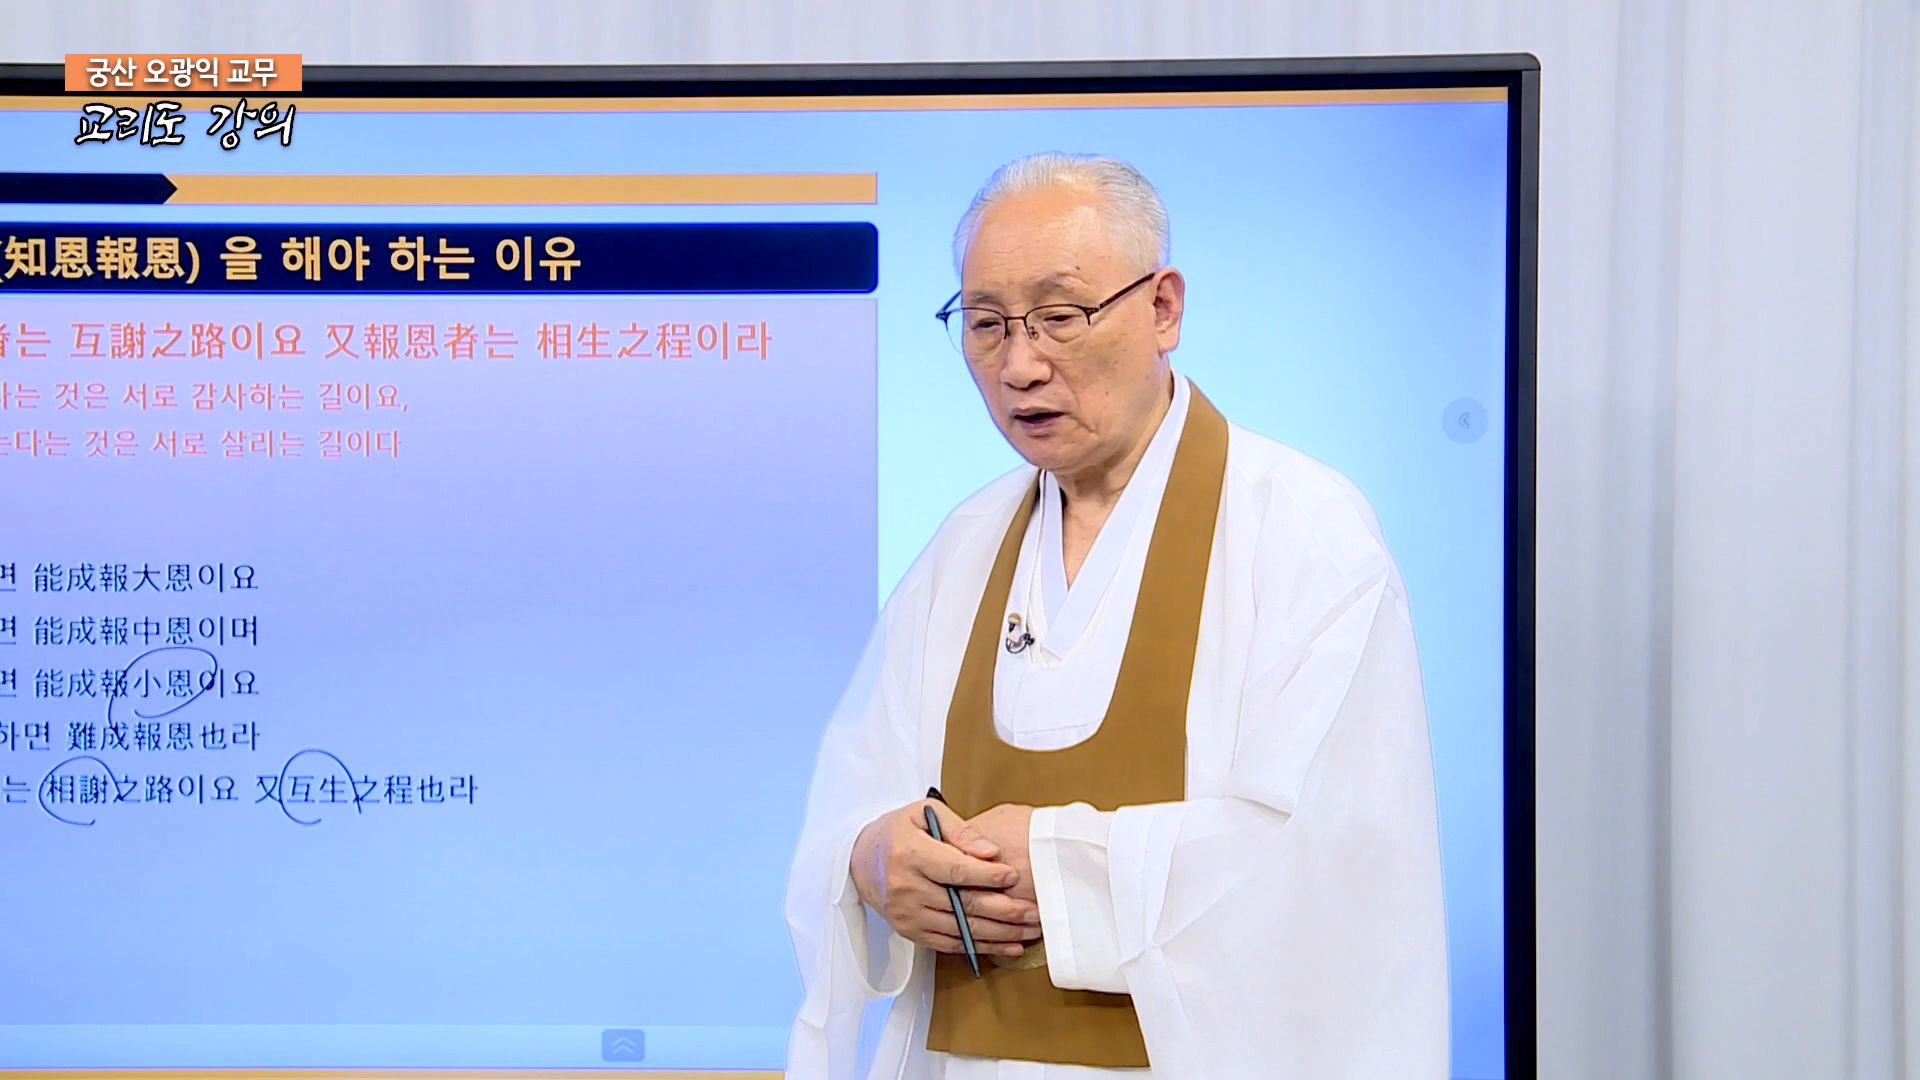 궁산 오광익 교무
교리도 강의
(知恩報恩) 을 해야 하는 이유
者는 互謝之路이요 又報恩者는 相生之程이라
다는 것은 서로 감사하는 길이요,
는다는 것은 서로 살리는 길이다
면 能成報大恩이요
면 能成報中恩이며
면 能成報小恩이요
하면 難成報恩也라
는 相謝之路이요 又互生之程也라